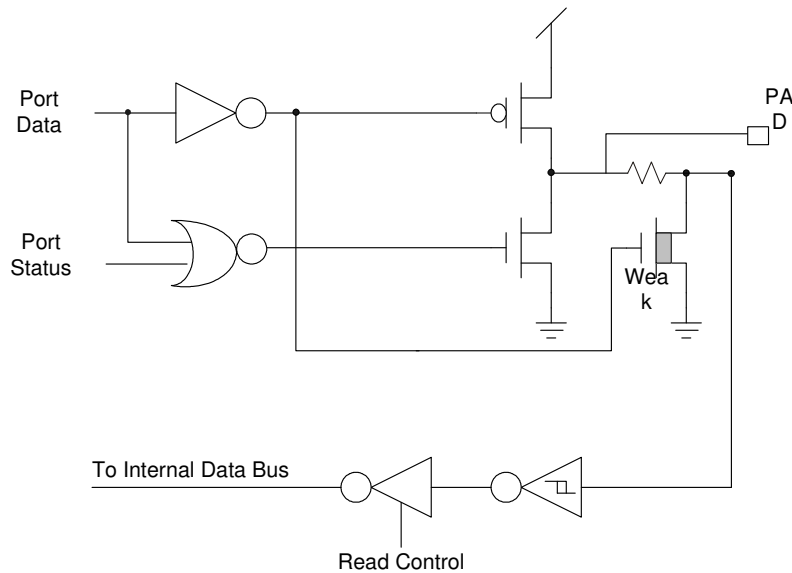 Port
Data
PA
D
Port
Status
Wea
k
To Internal Data Bus
Read Control